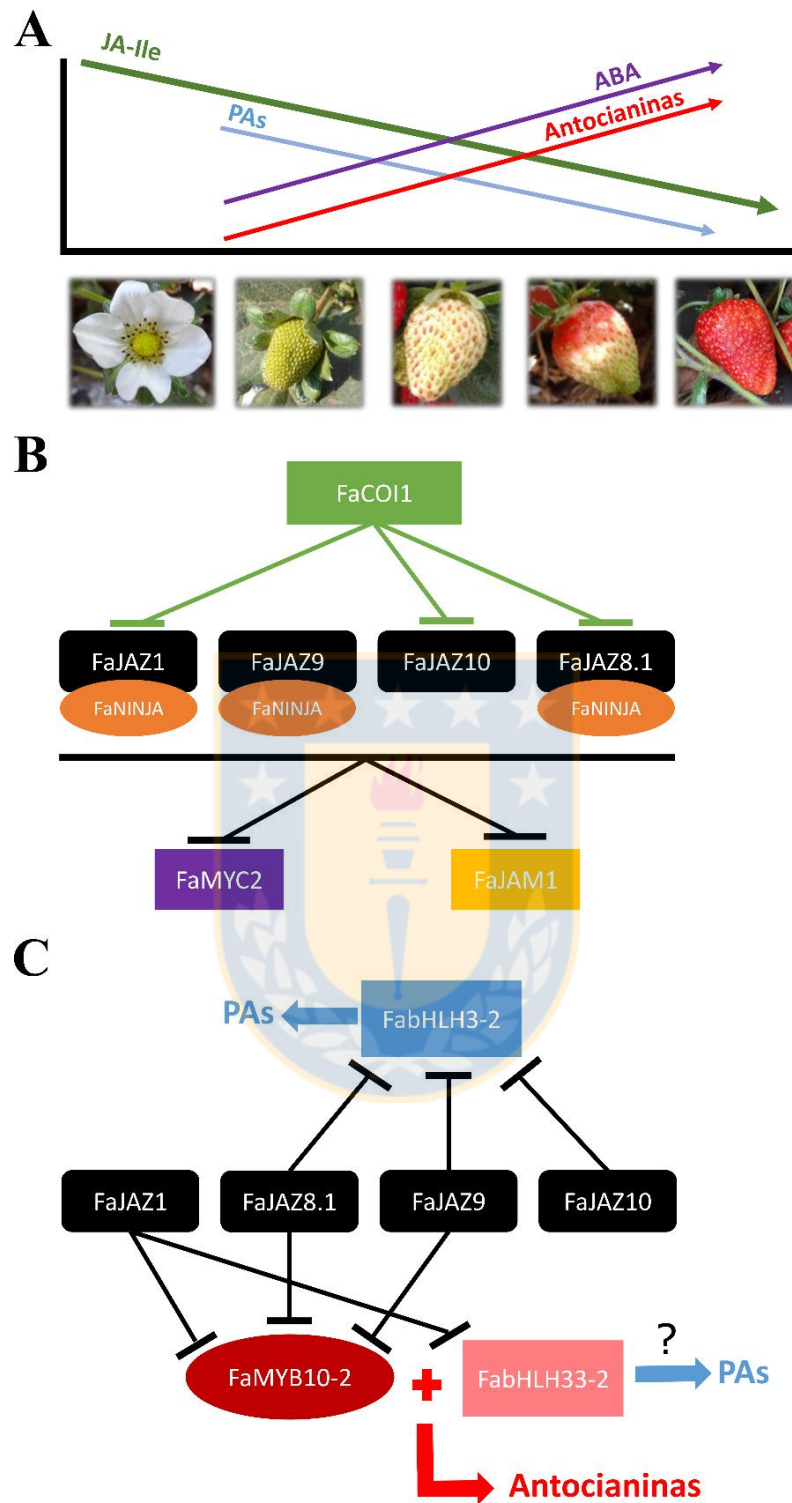 A
JA-Ile
PAs
ABA
Antocianinas
B
FaCOI1
FaJAZ1 FaJAZ9 FaJAZ10 FaJAZ8.1
FaNINJA FaNINJA FaNINJA
FaMYC2 FaJAM1
C
PAs FabHLH3-2
FaJAZ1 FaJAZ8.1 FaJAZ9 FaJAZ10
?
FaMYB10-2 + FabHLH33-2 PAs
Antocianinas